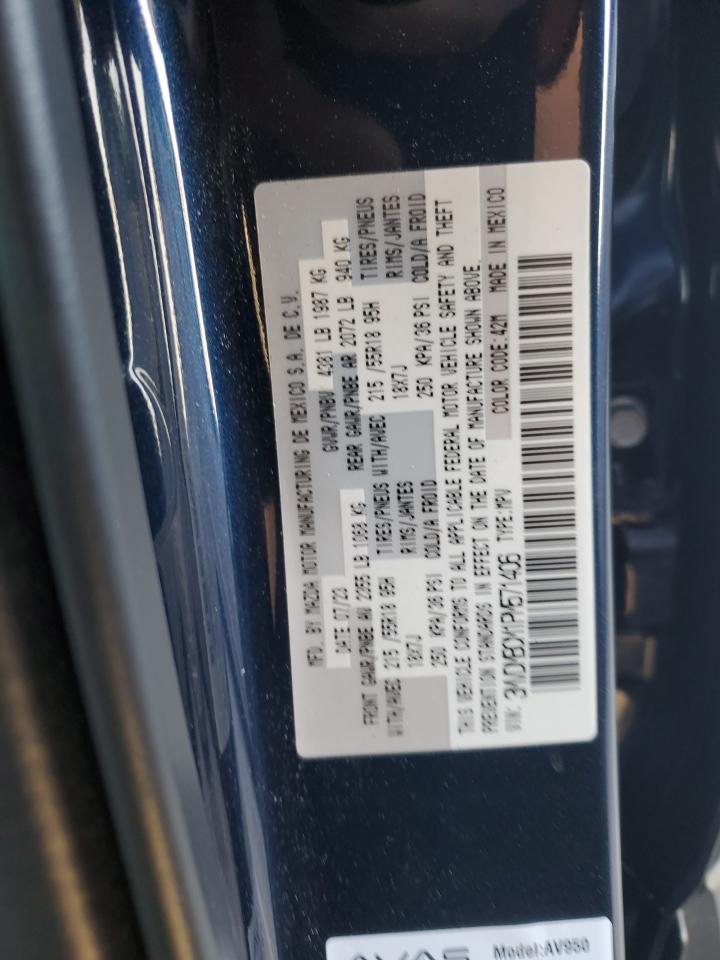 MFD. BY MAZDA MOTOR MANUFACTURING DE MEXICO S.A. DE C.V.
DATE 07/23 GVWR/PNBV 4381 LB 1987 KG
FRONT GAWR/PNBE AV 2355 LB 1068 KG REAR GAWR/PNBE AR 2072 LB 940 KG
WITH/AVEC 215 /55R18 95H TIRES/PNEUS WITH/AVEC 215 /55R18 95H TIRES/PNEUS
18X7J RIMS/JANTES 18X7J RIMS/JANTES
250 KPA/36 PSI COLD/A FROID 250 KPA/36 PSI COLD/A FROID
THIS VEHICLE CONFORMS TO ALL APPLICABLE FEDERAL MOTOR VEHICLE SAFETY AND THEFT
PREVENTION STANDARDS IN EFFECT ON THE DATE OF MANUFACTURE SHOWN ABOVE.
VIN: TYPE:MPV COLOR CODE:42M MADE IN MEXICO
AVAS Model:AV950